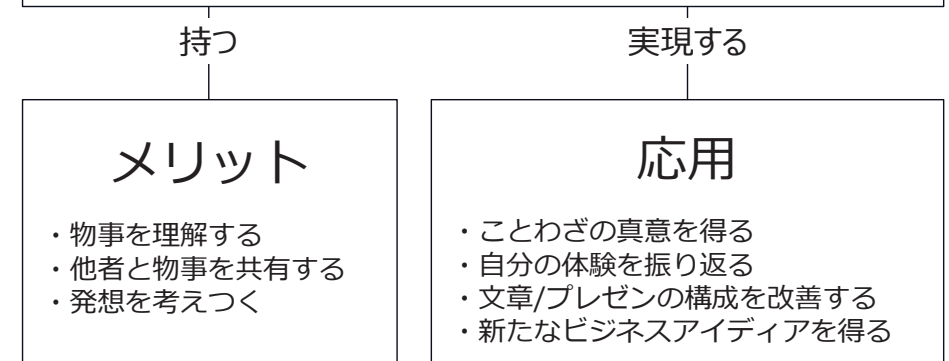 持つ
実現する
メリット
・物事を理解する
・他者と物事を共有する
・発想を考えつく
応用
・ことわざの真意を得る
・自分の体験を振り返る
・文章/プレゼンの構成を改善する
・新たなビジネスアイディアを得る